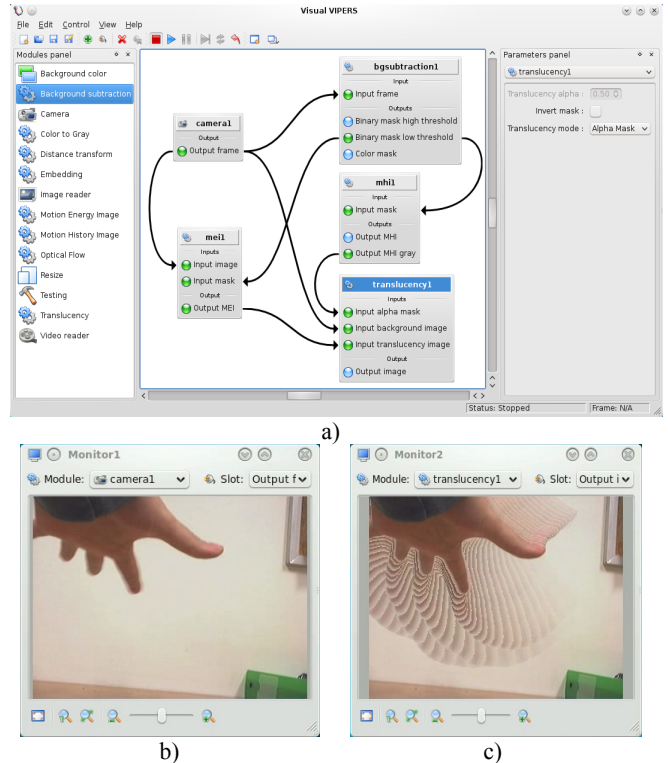 Visual VIPERS
File Edit Control View Help
Modules panel
Background color
Background subtraction
Camera
Color to Gray
Distance transform
Embedding
Image reader
Motion Energy Image
Motion History Image
Optical Flow
Resize
Testing
Translucency
Video reader
camera1
Output
Output frame
mei1
Inputs
Input image
Input mask
Output
Output MEI
bgsubtraction1
Input
Input frame
Outputs
Binary mask high threshold
Binary mask low threshold
Color mask
mhi1
Input
Input mask
Outputs
Output MHI
Output MHI gray
translucency1
Inputs
Input alpha mask
Input background image
Input translucency image
Output
Output image
Parameters panel
translucency1
Translucency alpha : 0.50
Invert mask :
Translucency mode : Alpha Mask
Status: Stopped Frame: N/A
a)
Monitor1
Module: camera1 Slot: Output f
b)
Monitor2
Module: translucency1 Slot: Output i
c)